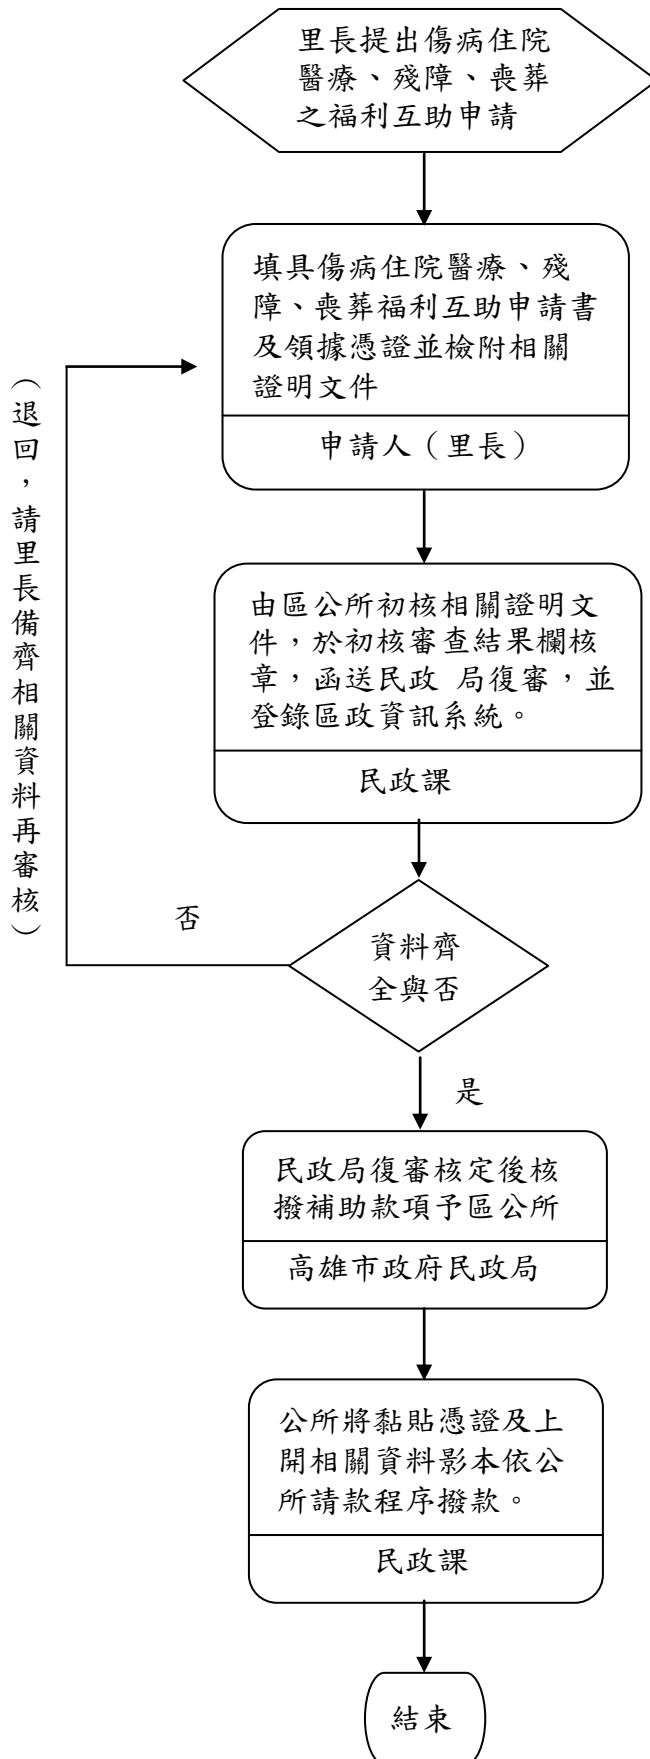 里長提出傷病住院
醫療、殘障、喪葬
之福利互助申請
填具傷病住院醫療、殘
障、喪葬福利互助申請書
及領據憑證並檢附相關
證明文件
申請人（里長）
（退回，請里長備齊相關資料再審核）
由區公所初核相關證明文
件，於初核審查結果欄核
章，函送民政 局復審，並
登錄區政資訊系統。
民政課
否
資料齊
全與否
是
民政局復審核定後核
撥補助款項予區公所
高雄市政府民政局
公所將黏貼憑證及上
開相關資料影本依公
所請款程序撥款。
民政課
結束